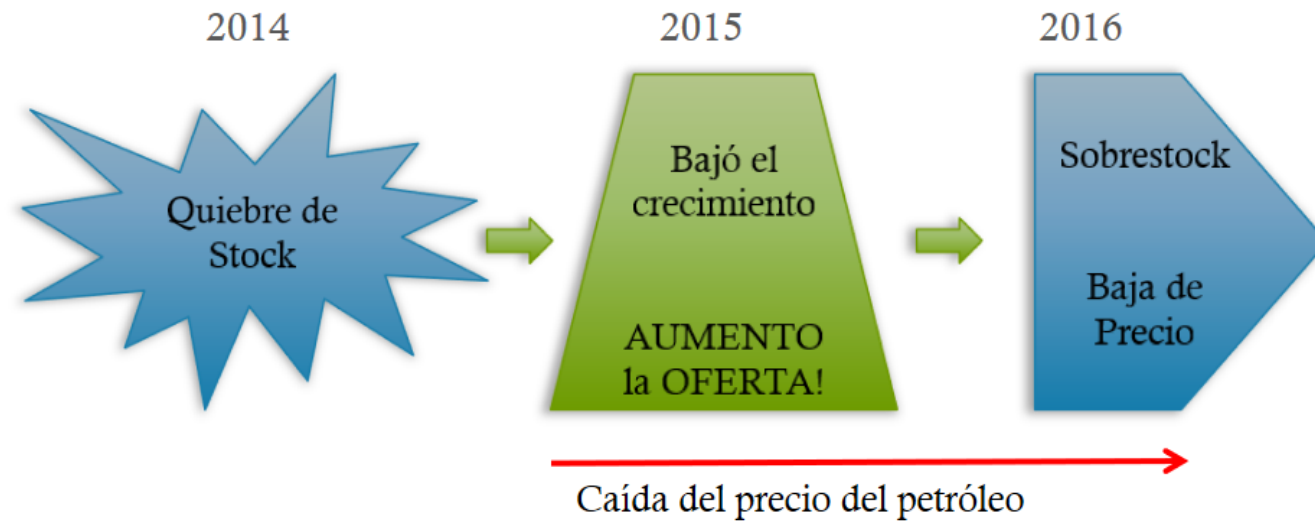 2014
2015
2016
Quiebre de
Stock
Bajó el
crecimiento
AUMENTO
la OFERTA!
Sobrestock
Baja de
Precio
Caída del precio del petróleo